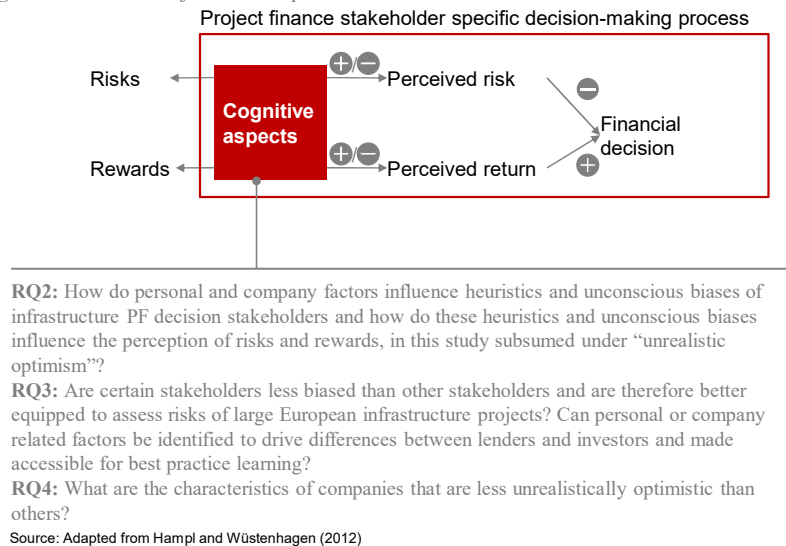 Project finance stakeholder specific decision-making process
Risks
+/−
Perceived risk
−
Cognitive
aspects
Financial
decision
+/−
Rewards
Perceived return
+
RQ2: How do personal and company factors influence heuristics and unconscious biases of
infrastructure PF decision stakeholders and how do these heuristics and unconscious biases
influence the perception of risks and rewards, in this study subsumed under “unrealistic
optimism”?
RQ3: Are certain stakeholders less biased than other stakeholders and are therefore better
equipped to assess risks of large European infrastructure projects? Can personal or company
related factors be identified to drive differences between lenders and investors and made
accessible for best practice learning?
RQ4: What are the characteristics of companies that are less unrealistically optimistic than
others?
Source: Adapted from Hampl and Wüstenhagen (2012)